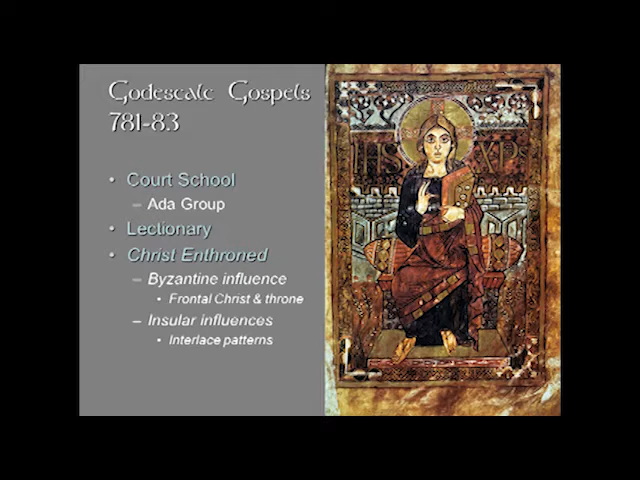 Godescalc Gospels
781-83
• Court School
– Ada Group
• Lectionary
• Christ Enthroned
– Byzantine influence
• Frontal Christ & throne
– Insular influences
• Interlace patterns